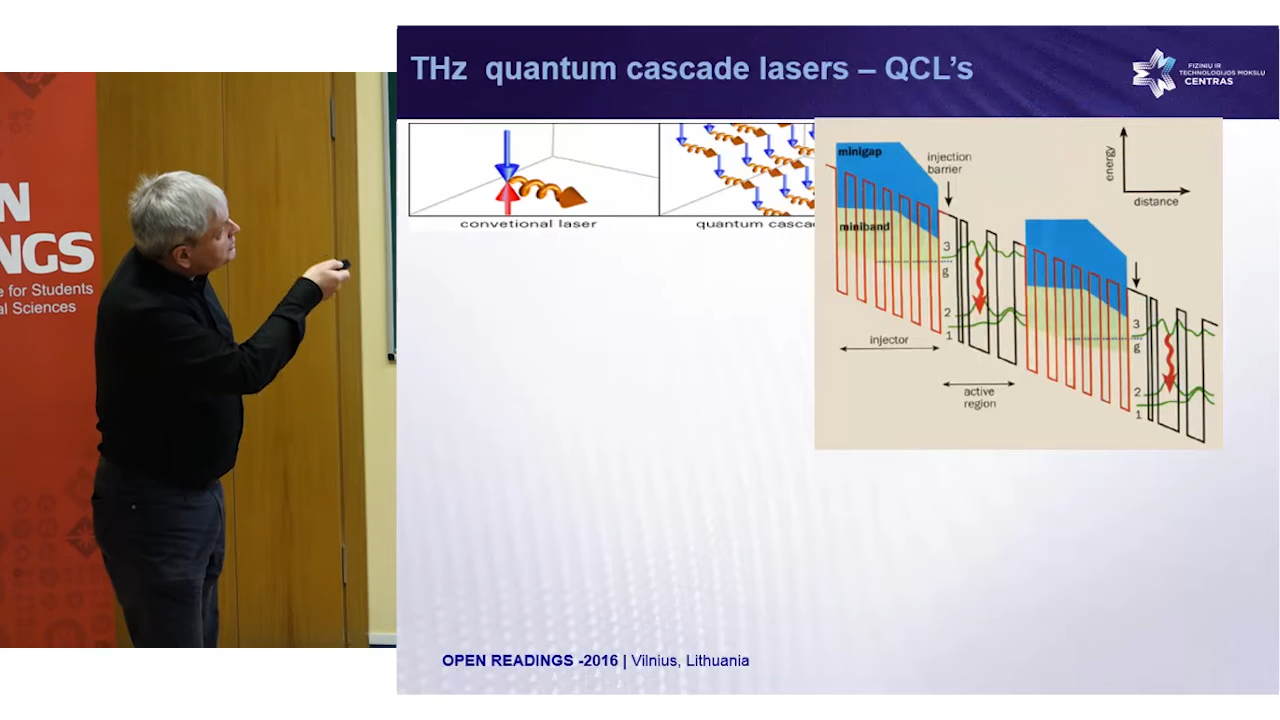 THz quantum cascade lasers – QCL's
FIZINIŲ IR
TECHNOLOGIJOS MOKSLŲ
CENTRAS
convetional laser
quantum casca
minigap
miniband
injection
barrier
energy
distance
3
g
2
1
injector
active
region
3
g
2
1
NGS
e for Students
al Sciences
OPEN READINGS -2016 | Vilnius, Lithuania